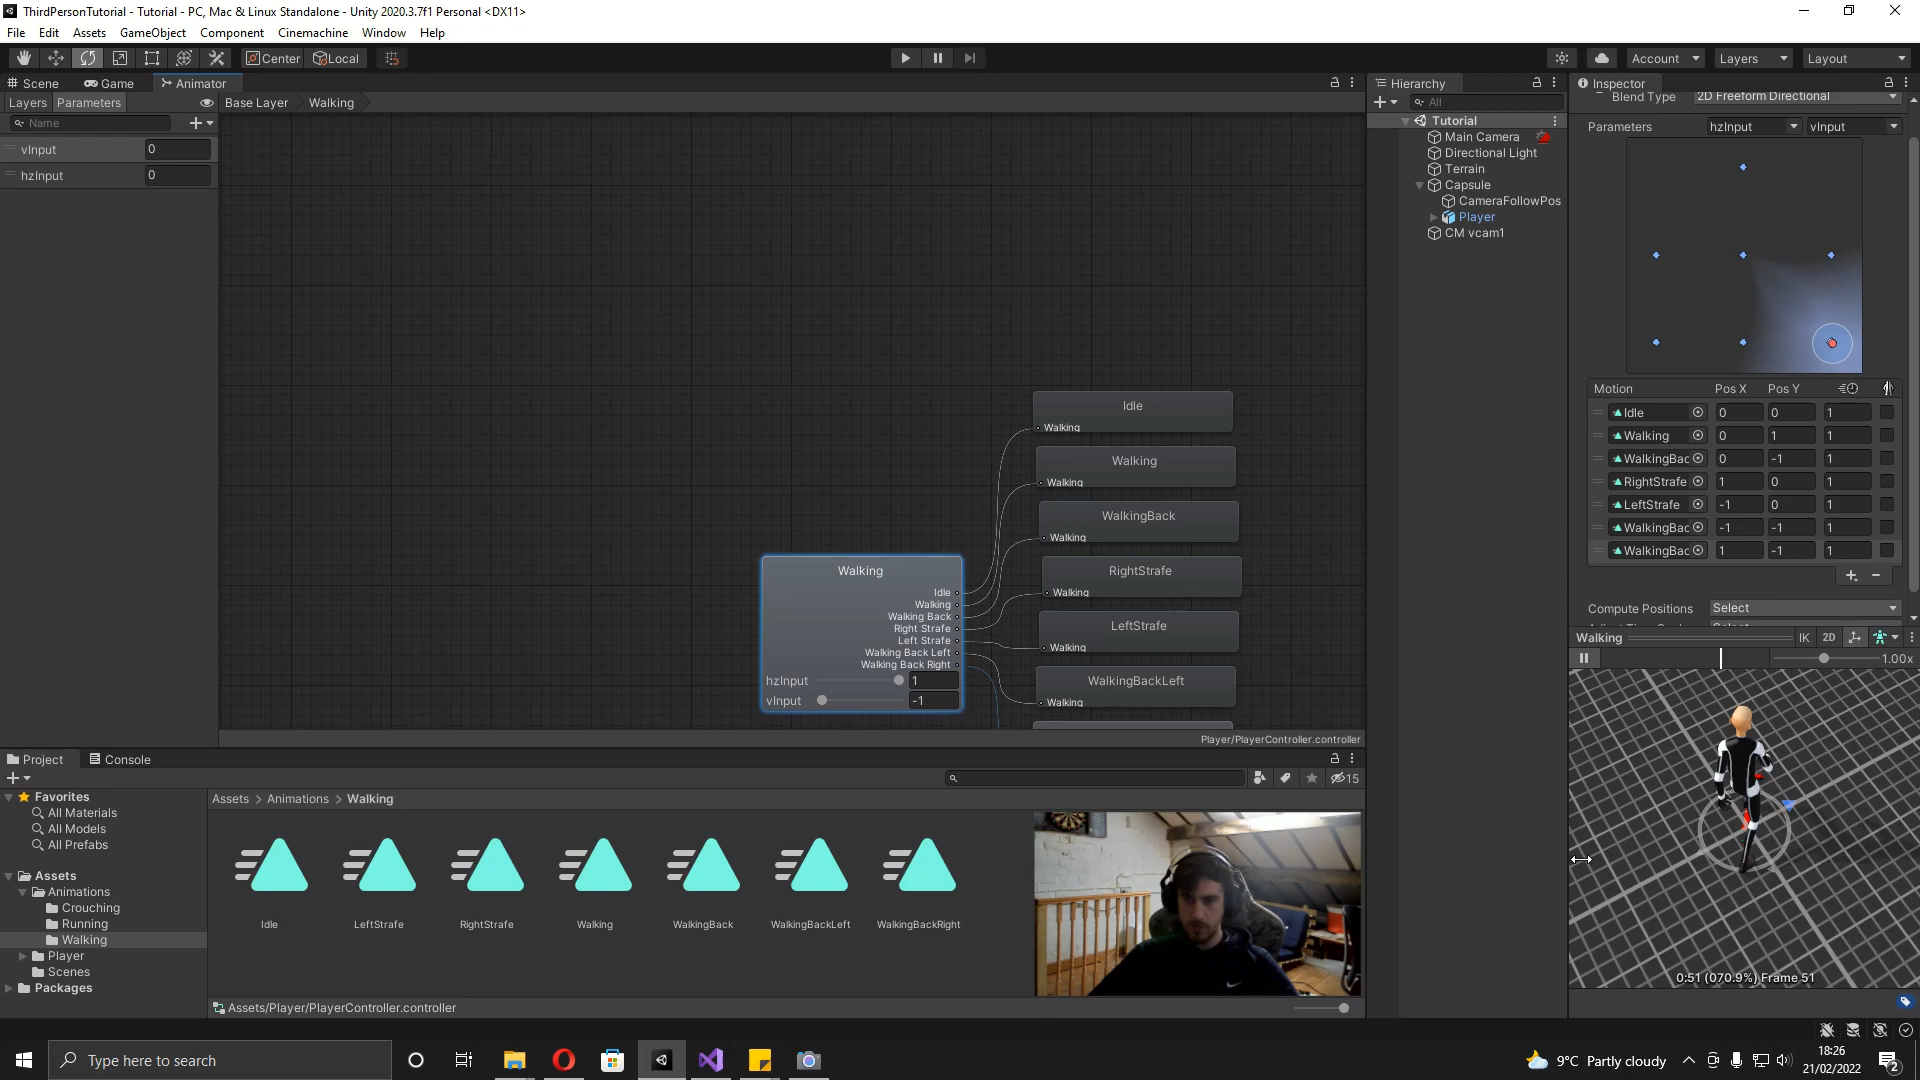 ThirdPersonTutorial - Tutorial - PC, Mac & Linux Standalone - Unity 2020.3.7f1 Personal <DX11>
File Edit Assets GameObject Component Cinemachine Window Help
Center Local Account Layers Layout
Scene Game Animator
Layers Parameters Base Layer Walking
Name
vInput 0
hzInput 0
Idle
Walking
Walking
Walking
WalkingBack
Walking
RightStrafe
Walking
LeftStrafe
Walking
WalkingBackLeft
Walking
Walking
Idle
Walking
Walking Back
Right Strafe
Left Strafe
Walking Back Left
Walking Back Right
hzInput 1
vInput -1
Player/PlayerController.controller
Hierarchy
All
Tutorial
Main Camera
Directional Light
Terrain
Capsule
CameraFollowPos
Player
CM vcam1
Inspector
Blend Type 2D Freeform Directional
Parameters hzInput vInput
Motion Pos X Pos Y
Idle 0 0 1
Walking 0 1 1
WalkingBac 0 -1 1
RightStrafe 1 0 1
LeftStrafe -1 0 1
WalkingBac -1 -1 1
WalkingBac 1 -1 1
Compute Positions Select
Walking IK 2D
1.00x
0:51 (070.9%) Frame 51
Project Console
15
Favorites
All Materials
All Models
All Prefabs
Assets
Animations
Crouching
Running
Walking
Player
Scenes
Packages
Assets > Animations > Walking
Idle LeftStrafe RightStrafe Walking WalkingBack WalkingBackLeft WalkingBackRight
Assets/Player/PlayerController.controller
Type here to search
9°C Partly cloudy
18:26
21/02/2022
2